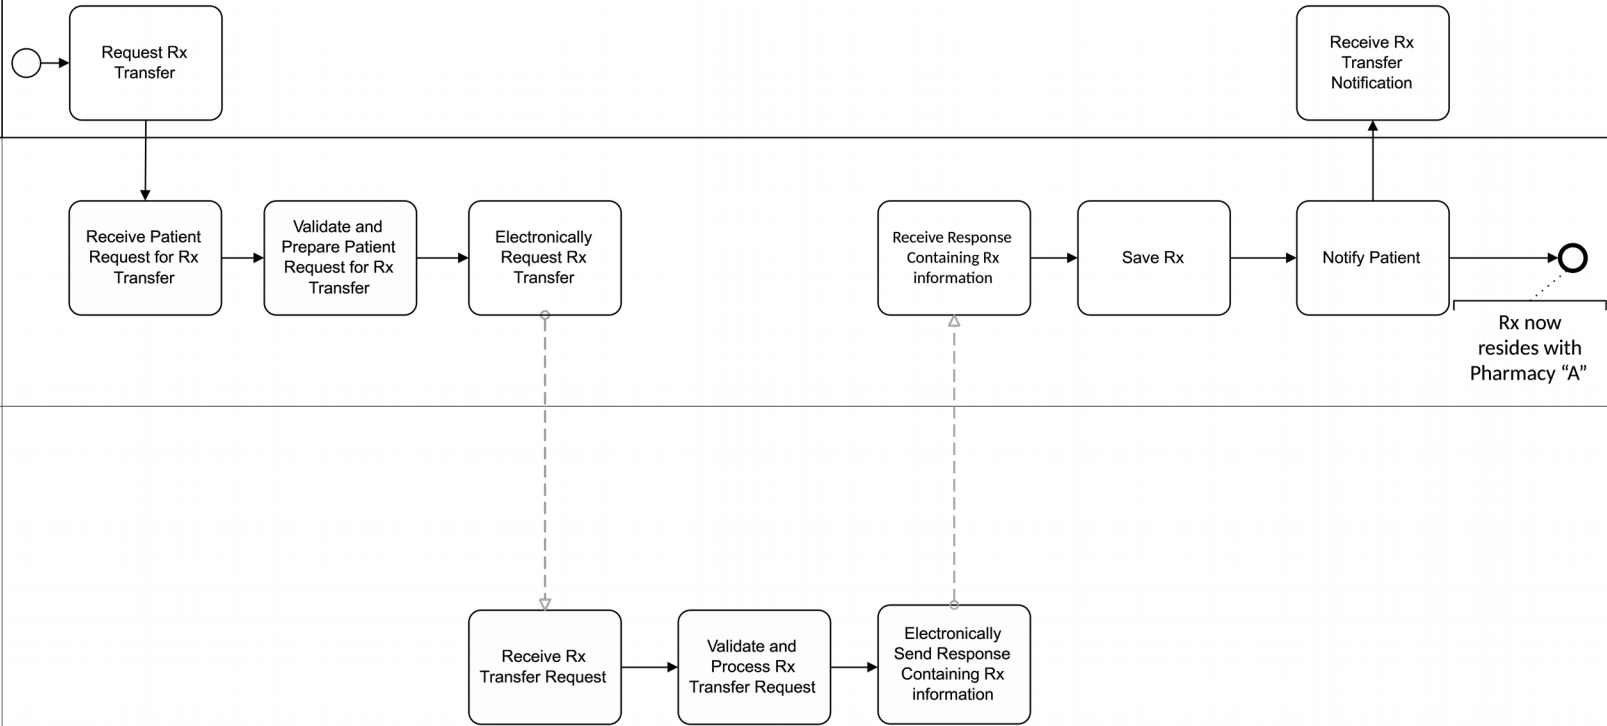 Request Rx
Transfer
Receive Rx
Transfer
Notification
Receive Patient
Request for Rx
Transfer
Validate and
Prepare Patient
Request for Rx
Transfer
Electronically
Request Rx
Transfer
Receive Response
Containing Rx
information
Save Rx
Notify Patient
Rx now
resides with
Pharmacy “A”
Receive Rx
Transfer Request
Validate and
Process Rx
Transfer Request
Electronically
Send Response
Containing Rx
information